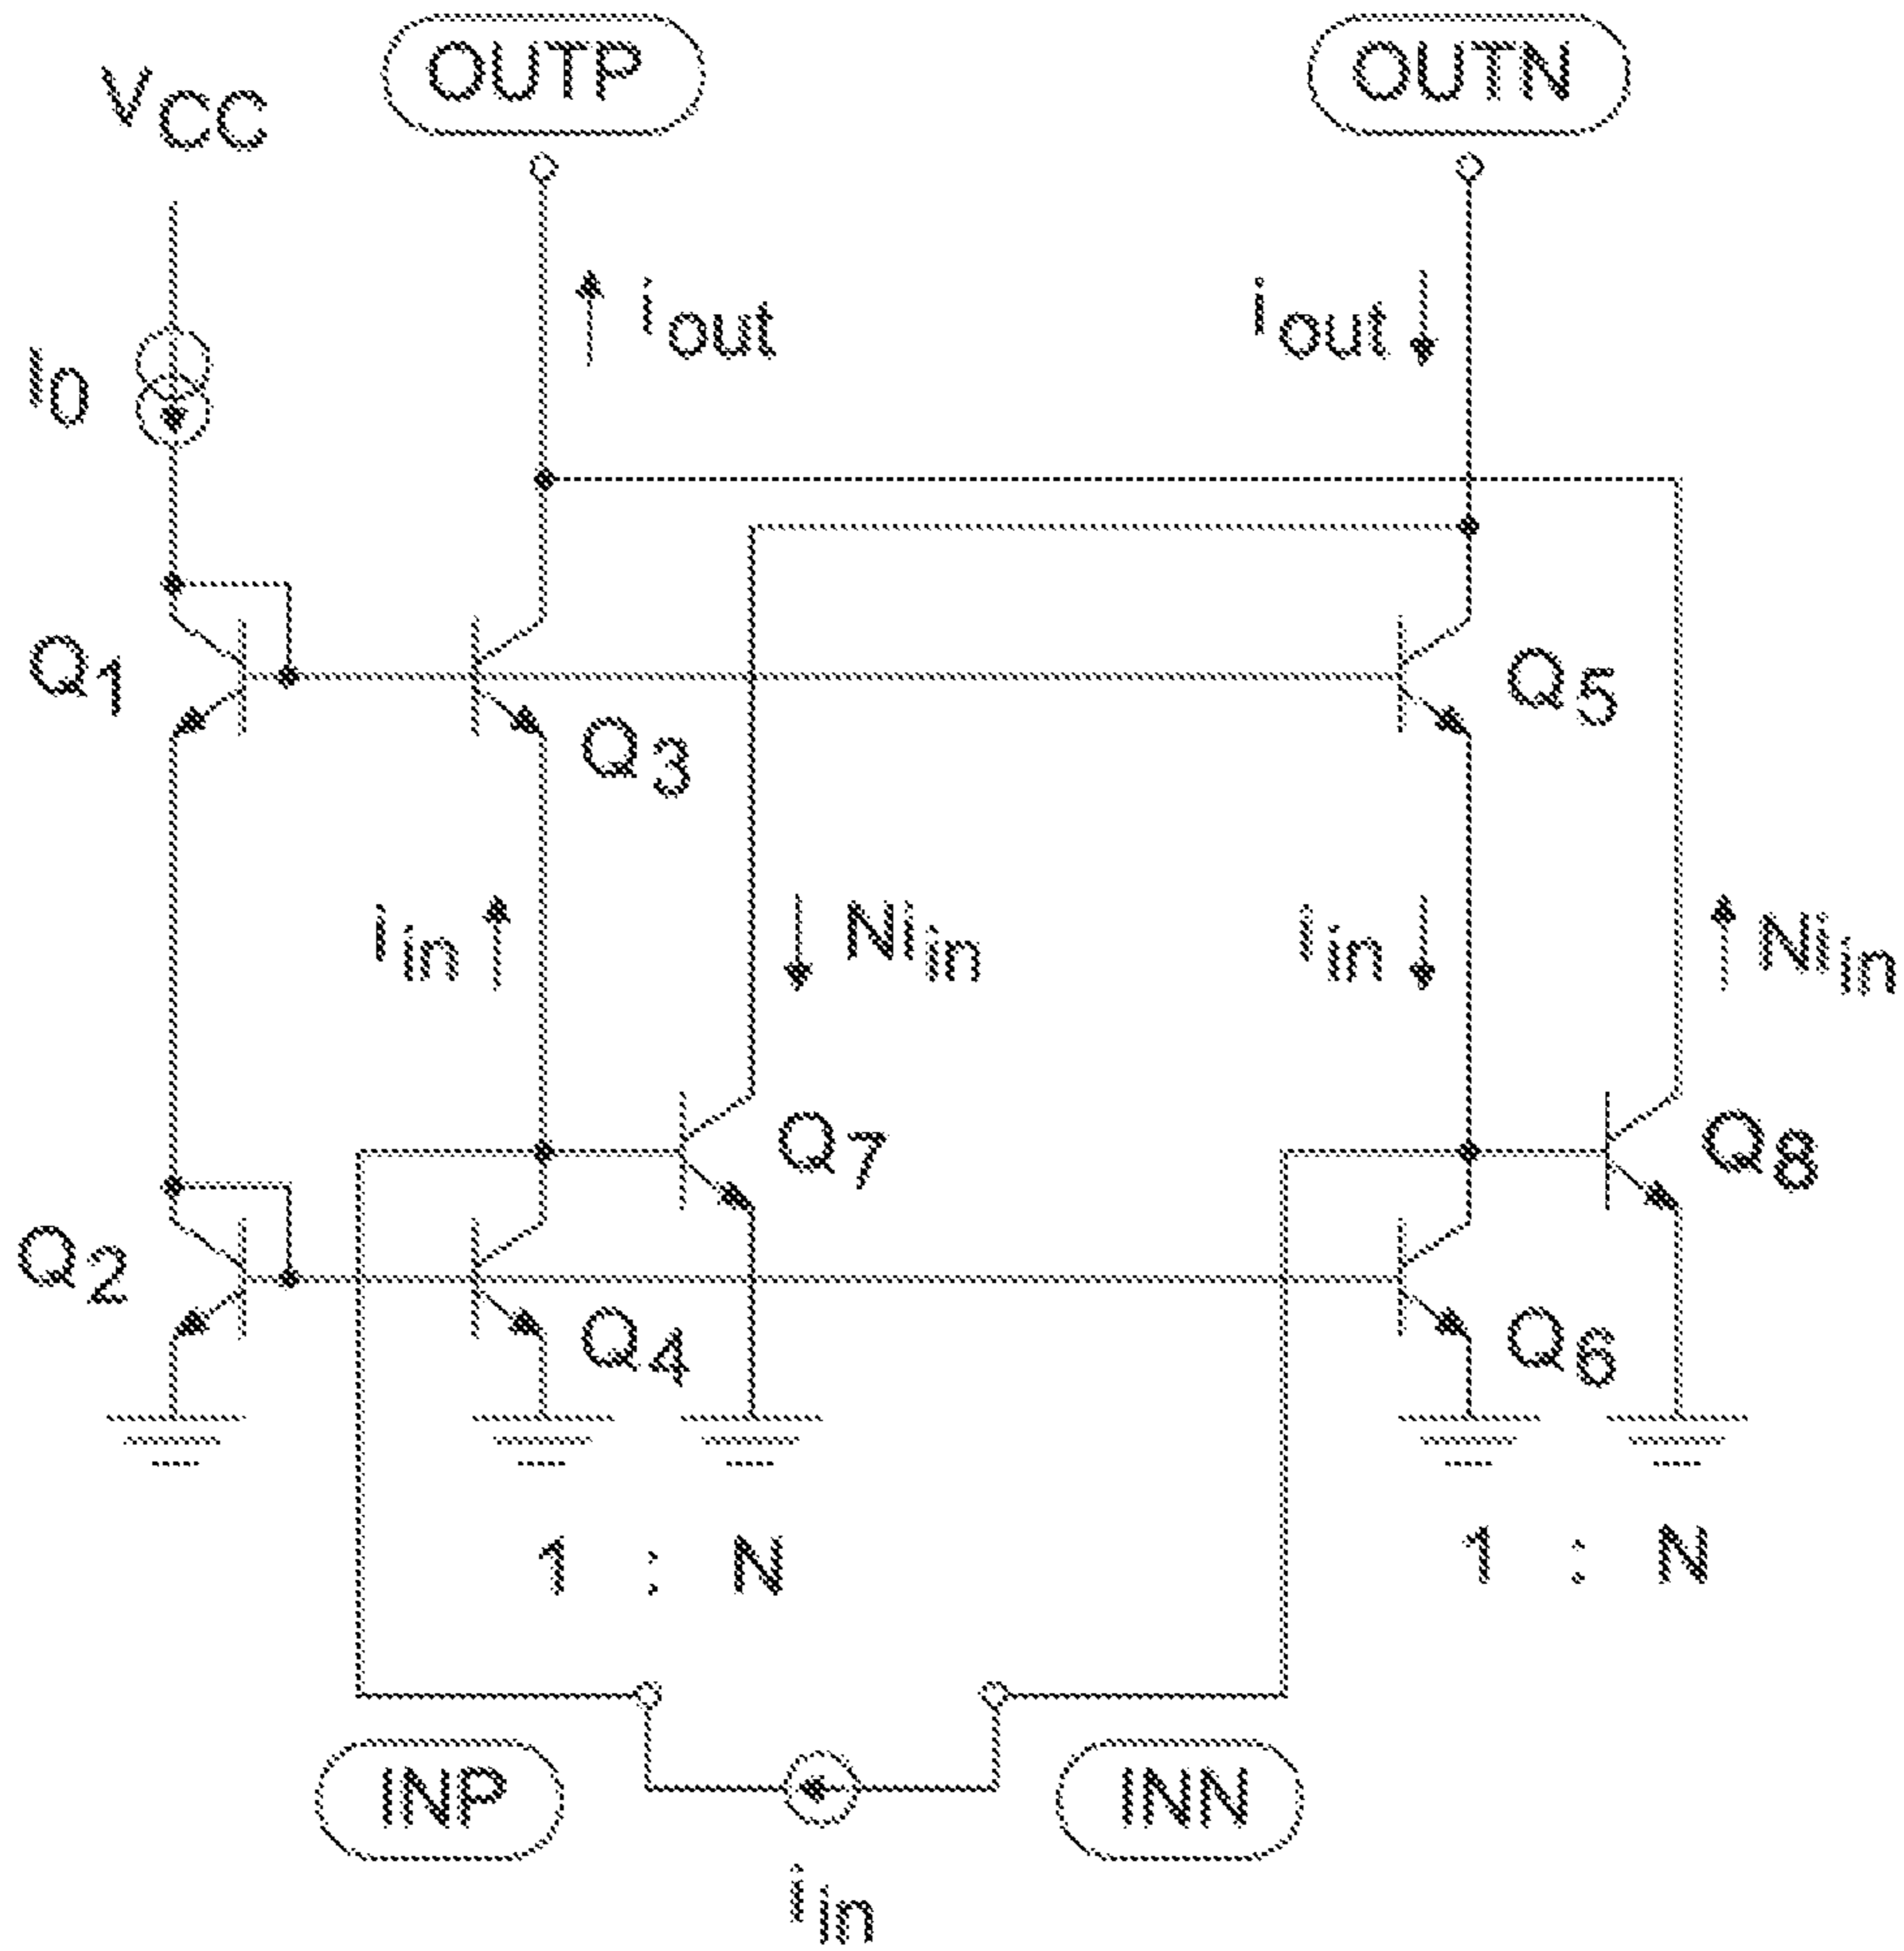 VCC
OUTP
OUTN
I0
iout
iout
Q1
Q3
Q5
iin
Niin
iin
Niin
Q7
Q8
Q2
Q4
Q6
1 : N
1 : N
INP
INN
iin